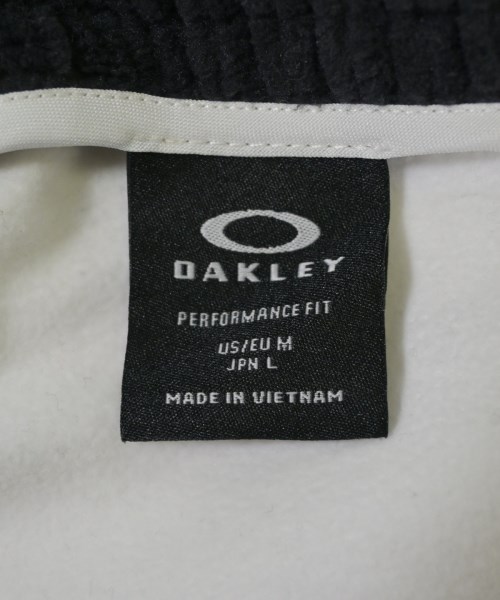 OAKLEY
PERFORMANCE FIT
US/EU M
JPN L
MADE IN VIETNAM